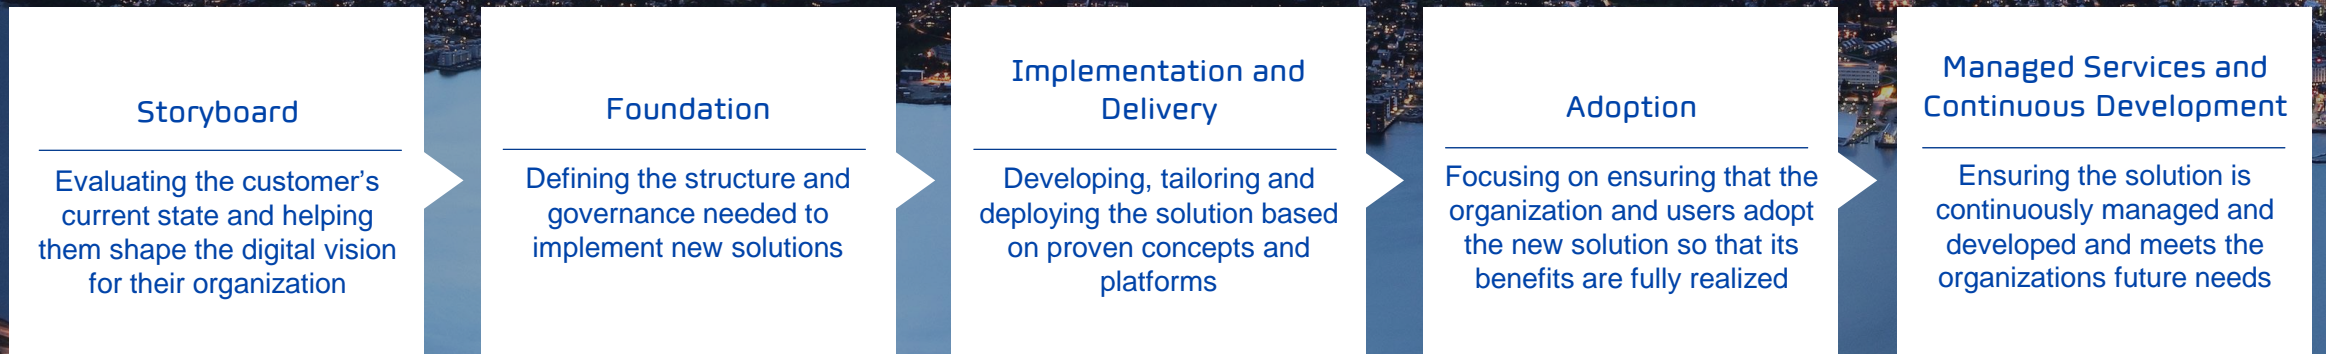 Storyboard
Evaluating the customer’s
current state and helping
them shape the digital vision
for their organization
Foundation
Defining the structure and
governance needed to
implement new solutions
Implementation and
Delivery
Developing, tailoring and
deploying the solution based
on proven concepts and
platforms
Adoption
Focusing on ensuring that the
organization and users adopt
the new solution so that its
benefits are fully realized
Managed Services and
Continuous Development
Ensuring the solution is
continuously managed and
developed and meets the
organizations future needs